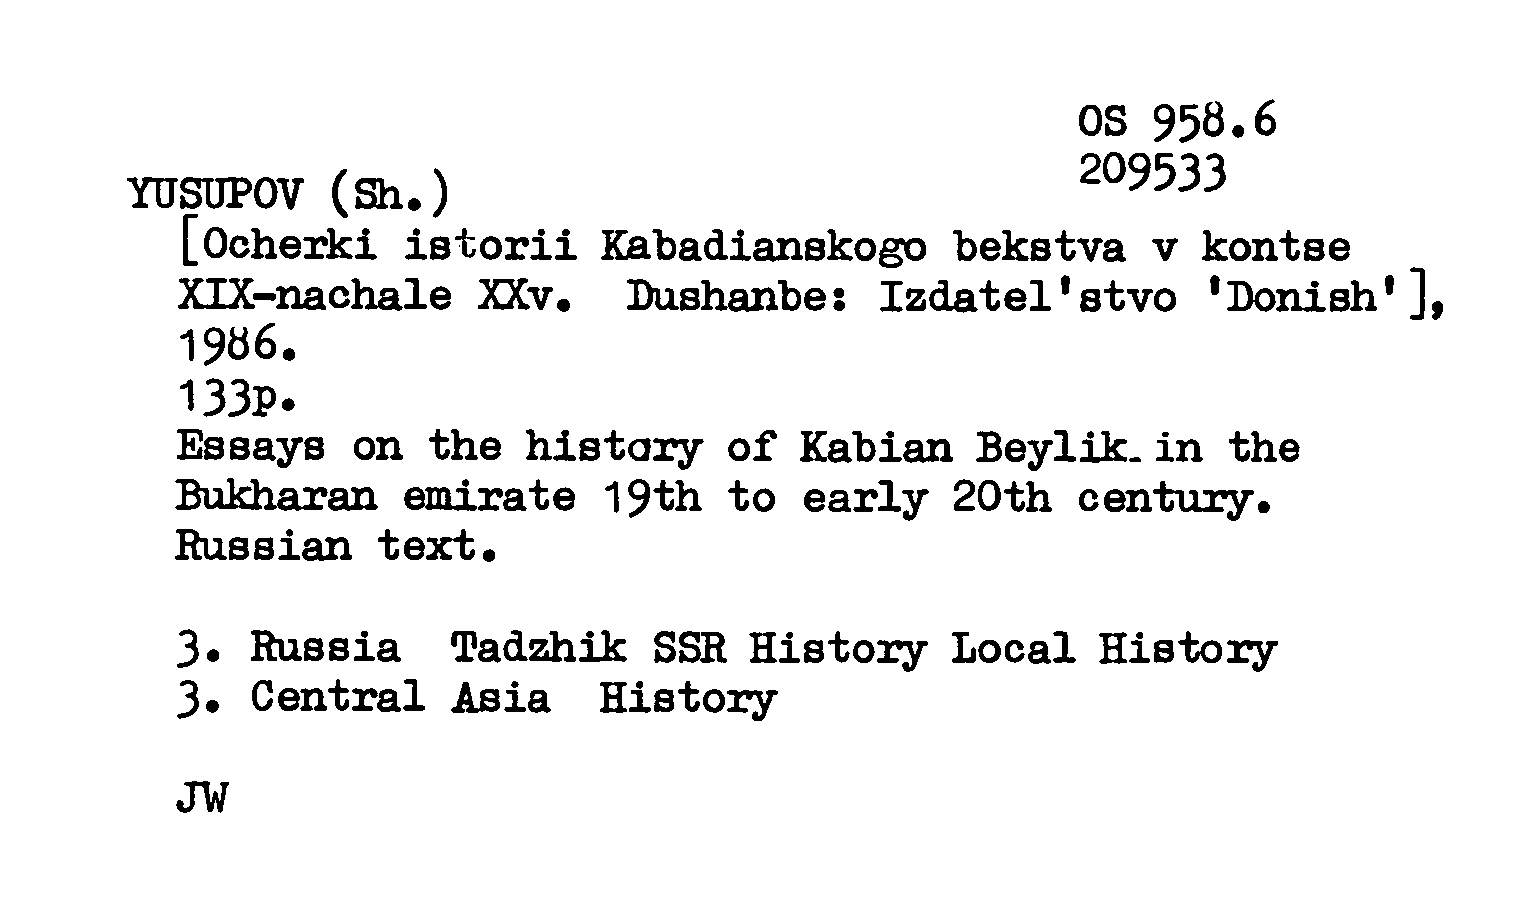 OS 958.6
209533
YUSUPOV (Sh.)
[Ocherki istorii Kabadianskogo bekstva v kontse
XIX-nachale XXv. Dushanbe: Izdatel'stvo 'Donish'],
1986.
133p.
Essays on the history of Kabian Beylik in the
Bukharan emirate 19th to early 20th century.
Russian text.
3. Russia Tadzhik SSR History Local History
3. Central Asia History
JW